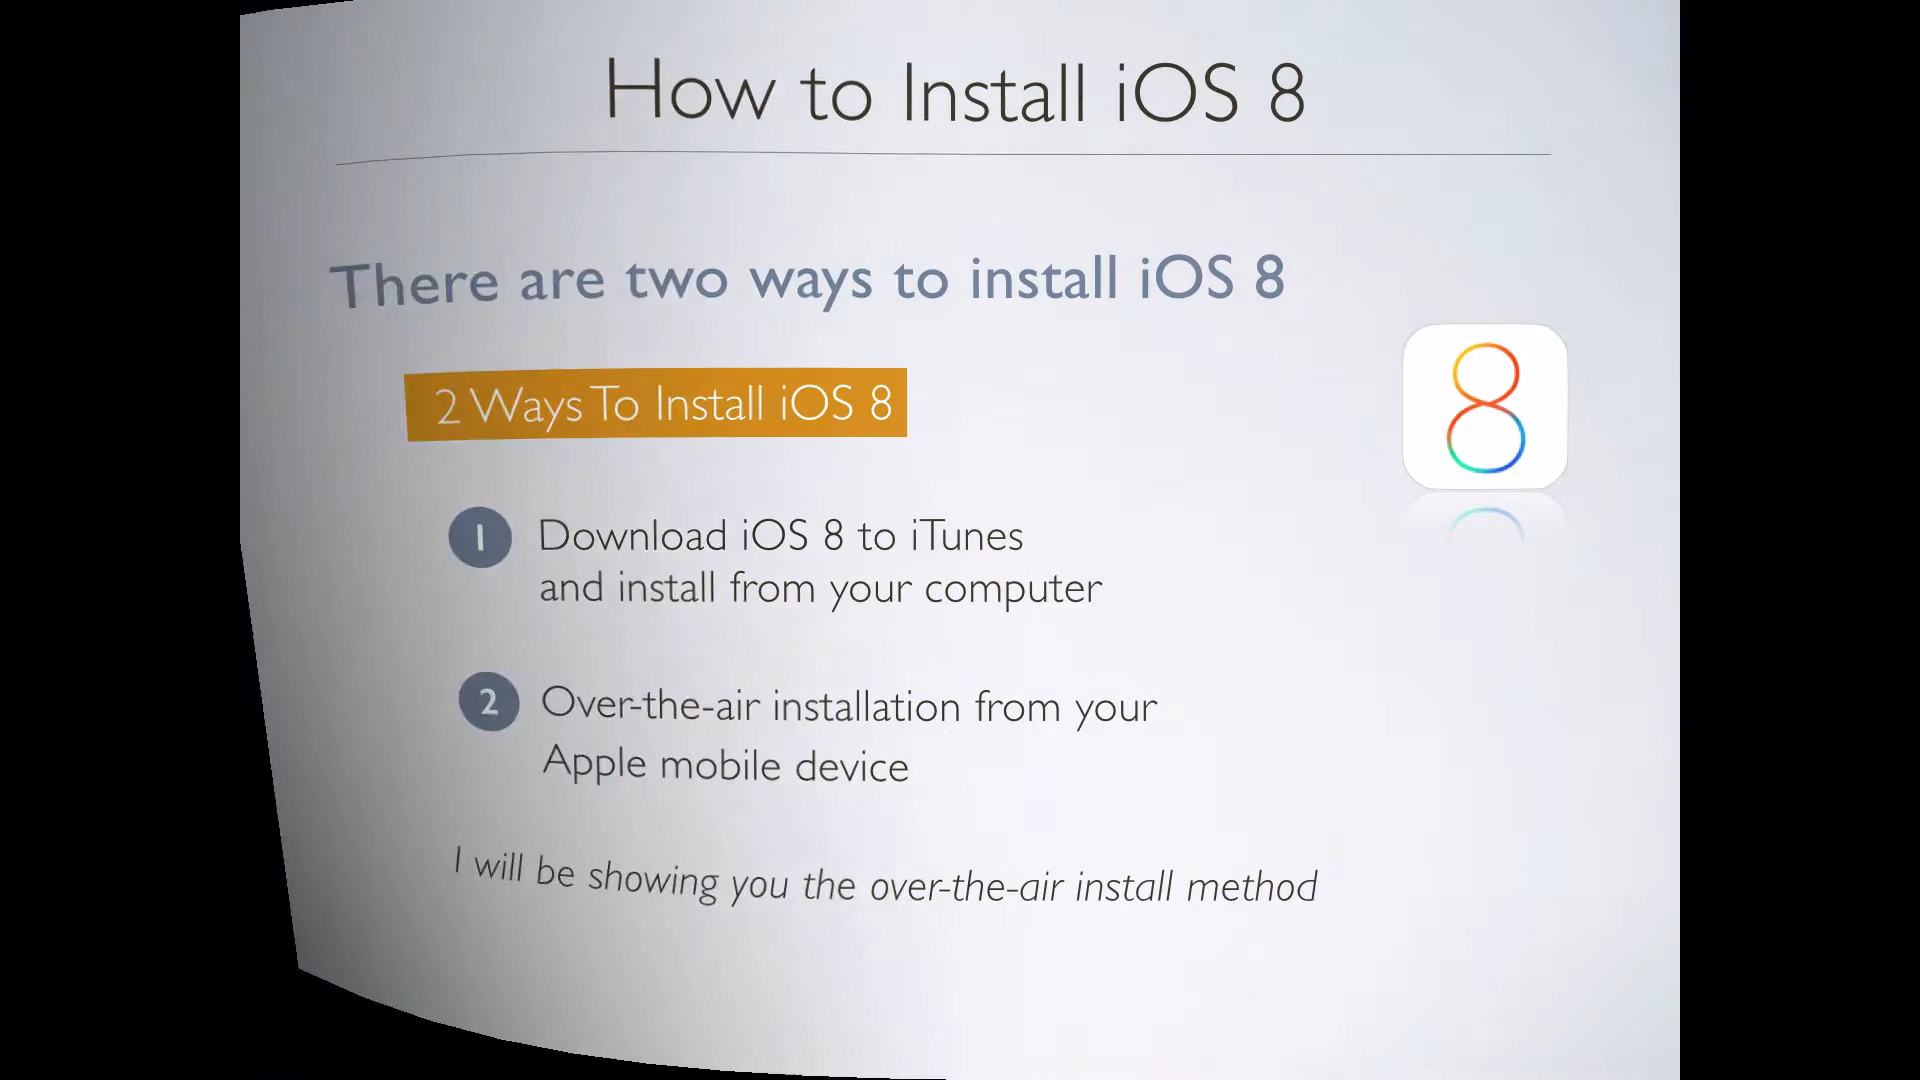 How to Install iOS 8
There are two ways to install iOS 8
2 Ways To Install iOS 8
8
1 Download iOS 8 to iTunes
and install from your computer
2 Over-the-air installation from your
Apple mobile device
I will be showing you the over-the-air install method